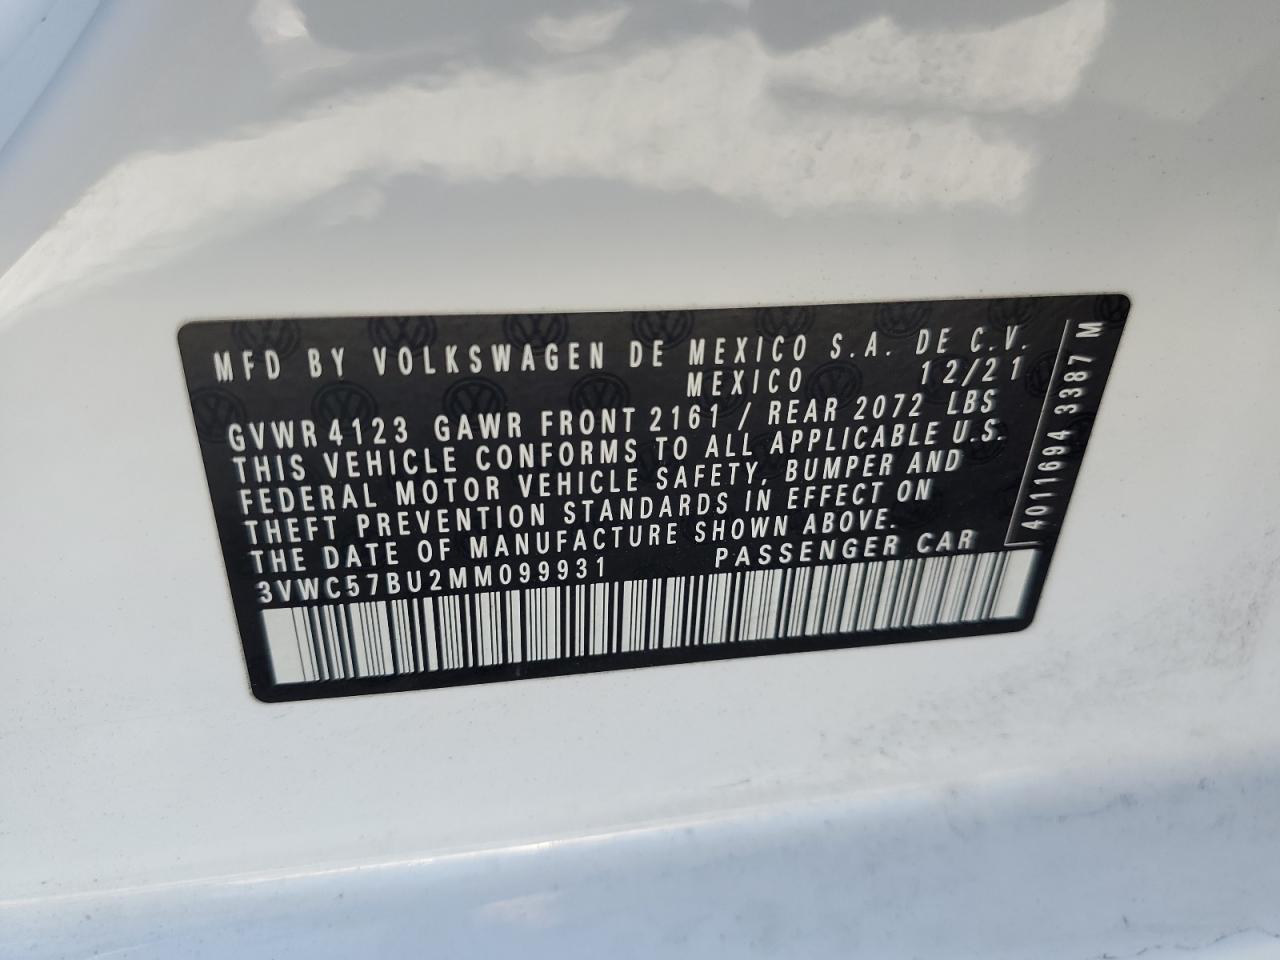 MFD BY VOLKSWAGEN DE MEXICO S.A. DE C.V.
MEXICO 12/21
GVWR 4123 GAWR FRONT 2161 / REAR 2072 LBS
THIS VEHICLE CONFORMS TO ALL APPLICABLE U.S.
FEDERAL MOTOR VEHICLE SAFETY, BUMPER AND
THEFT PREVENTION STANDARDS IN EFFECT ON
THE DATE OF MANUFACTURE SHOWN ABOVE.
3VWC57BU2MM099931 PASSENGER CAR
4011694 3387 M